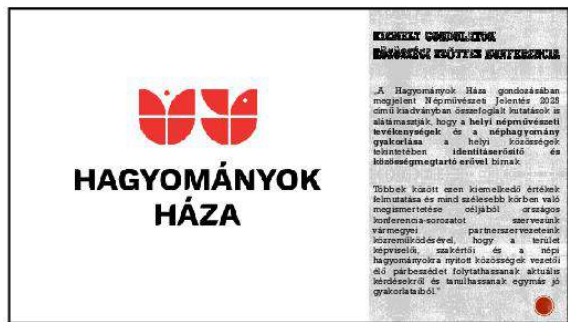 HAGYOMÁNYOK
HÁZA
KIEMELT GONDOLATOK
KÖZÖSSÉGI ERŐTÉR KONFERENCIA
„A Hagyományok Háza gondozásában
megjelent Népművészeti Jelentés 2025
című kiadványban összefoglalt kutatások is
alátámasztják, hogy a helyi népművészeti
tevékenységek és a néphagyomány
gyakorlása a helyi közösségek
tekintetében identitáserősítő és
közösségmegtartó erővel bírnak.
Többek között ezen kiemelkedő értékek
felmutatása és mind szélesebb körben való
megismertetése céljából országos
konferencia-sorozatot szervezünk
vármegyei partnerszervezeteink
közreműködésével, hogy a terület
képviselői, szakértői és a népi
hagyományokra nyitott közösségek vezetői
élő párbeszédet folytathassanak aktuális
kérdésekről és tanulhassanak egymás jó
gyakorlataiból."